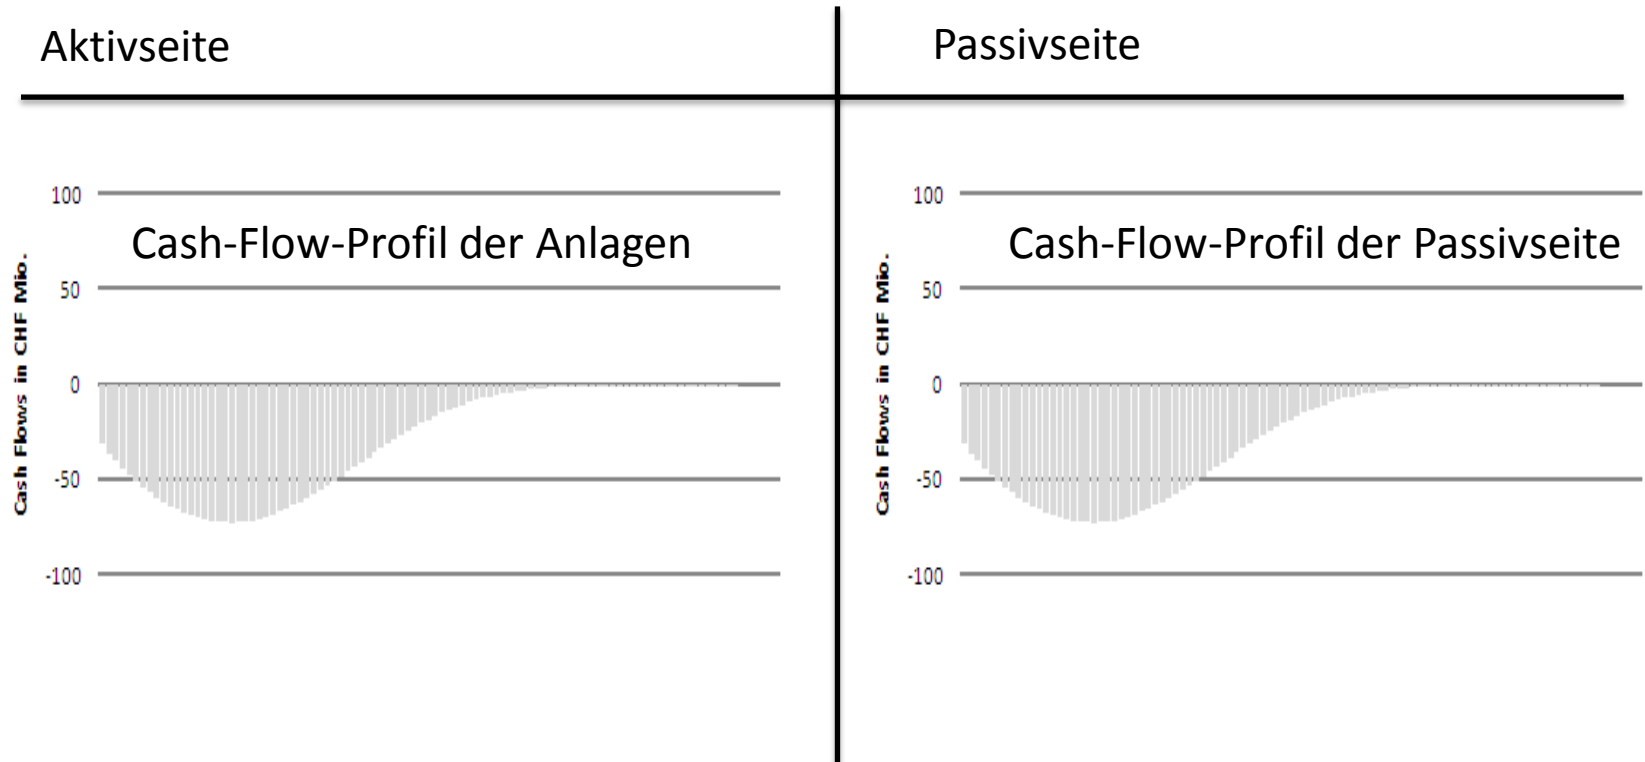 Aktivseite
Passivseite
Cash-Flow-Profil der Anlagen
Cash Flows in CHF Mio.
100
50
0
-50
-100
Cash-Flow-Profil der Passivseite
Cash Flows in CHF Mio.
100
50
0
-50
-100